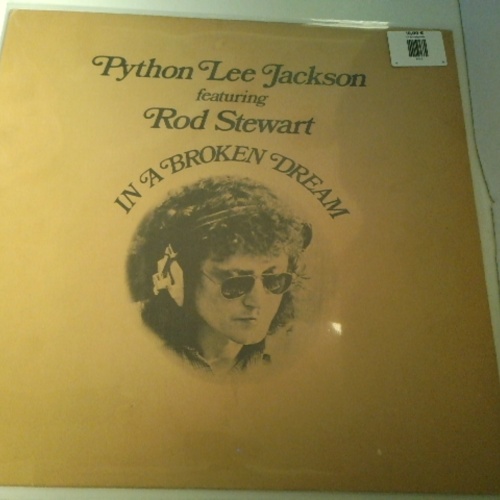 Python Lee Jackson
featuring
Rod Stewart
IN A BROKEN DREAM